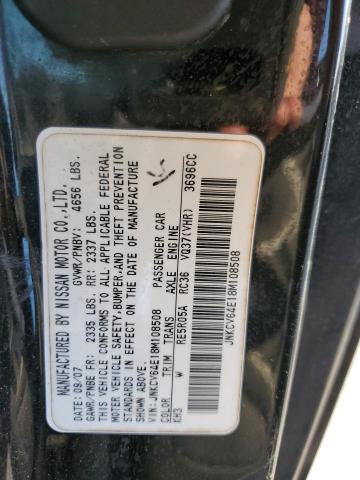 MANUFACTURED BY NISSAN MOTOR CO.,LTD.
DATE: 09/07 GVWR/PNBV: 4656 LBS.
GAWR/PNBE FR: 2335 LBS. RR: 2337 LBS.
THIS VEHICLE CONFORMS TO ALL APPLICABLE FEDERAL
MOTOR VEHICLE SAFETY,BUMPER,AND THEFT PREVENTION
STANDARDS IN EFFECT ON THE DATE OF MANUFACTURE
SHOWN ABOVE.
VIN:JNKCV64E18M108508 PASSENGER CAR
COLOR TRIM TRANS AXLE ENGINE
KH3 W RE5R05A RC36 VQ37(VHR) 3696CC
JNKCV64E18M108508